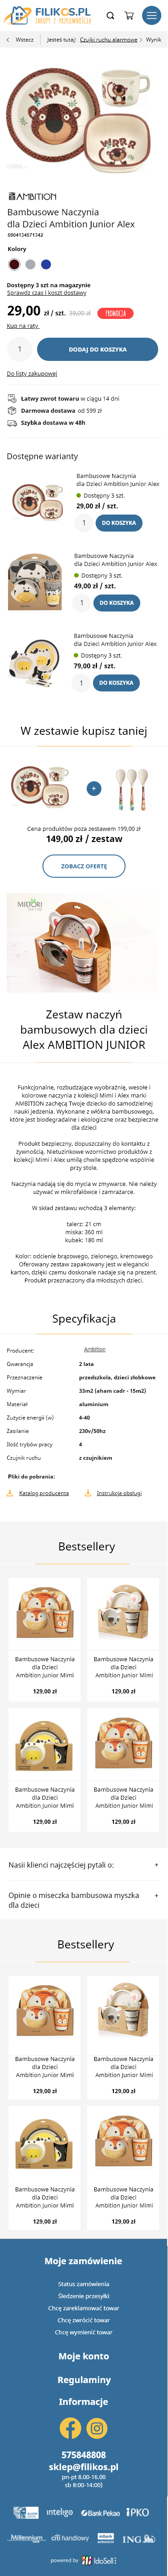 FILIKOS.PL
ZAKUPY Z PRZEDSZKOLA
Wstecz Jesteś tutaj: Czujki ruchu alarmowe Wynik
AMBITION
Bambusowe Naczynia
dla Dzieci Ambition Junior Alex
5904134571342
Kolory
Dostępny 3 szt na magazynie
Sprawdź czas i koszt dostawy
29,00 zł / szt. 39,00 zł PROMOCJA
Kup na raty
1 DODAJ DO KOSZYKA
Do listy zakupowej
Łatwy zwrot towaru w ciągu 14 dni
Darmowa dostawa od 599 zł
Szybka dostawa w 48h
Dostępne warianty
Bambusowe Naczynia
dla Dzieci Ambition Junior Alex
Dostępny 3 szt.
29,00 zł / szt.
1 DO KOSZYKA
Bambusowe Naczynia
dla Dzieci Ambition Junior Alex
Dostępny 3 szt.
49,00 zł / szt.
1 DO KOSZYKA
Bambusowe Naczynia
dla Dzieci Ambition Junior Alex
Dostępny 3 szt.
79,00 zł / szt.
1 DO KOSZYKA
W zestawie kupisz taniej
+
Cena produktów poza zestawem 199,00 zł
149,00 zł / zestaw
ZOBACZ OFERTĘ
Zestaw naczyń
bambusowych dla dzieci
Alex AMBITION JUNIOR
Funkcjonalne, rozbudzające wyobraźnię, wesołe i
kolorowe naczynia z kolekcji Mimi i Alex marki
AMBITION zachęcą Twoje dziecko do samodzielnej
nauki jedzenia. Wykonane z włókna bambusowego,
które jest biodegradalne i ekologiczne oraz bezpieczne
dla dzieci
Produkt bezpieczny, dopuszczalny do kontaktu z
żywnością. Nietuzinkowe wzornictwo produktów z
kolekcji Mimi i Alex umilą chwile spędzane wspólnie
przy stole.
Naczynia nadają się do mycia w zmywarce. Nie należy
używać w mikrofalówce i zamrażarce.
W skład zestawu wchodzą 3 elementy:
talerz: 21 cm
miska: 360 ml
kubek: 180 ml
Kolor: odcienie brązowego, zielonego, kremowego
Oferowany zestaw zapakowany jest w elegancki
karton, dzięki czemu doskonale nadaje się na prezent.
Produkt przeznaczony dla młodszych dzieci.
Specyfikacja
Producent: Ambition
Gwarancja 2 lata
Przeznaczenie przedszkola, dzieci żłobkowe
Wymiar 33m2 (aham cadr - 15m2)
Materiał aluminium
Zużycie energii (w) 4-40
Zasilanie 230v/50hz
Ilość trybów pracy 4
Czujnik ruchu z czujnikiem
Pliki do pobrania:
Katalog producenta Instrukcja obsługi
Bestsellery
Bambusowe Naczynia
dla Dzieci
Ambition Junior Mimi
129,00 zł
Bambusowe Naczynia
dla Dzieci
Ambition Junior Mimi
129,00 zł
Bambusowe Naczynia
dla Dzieci
Ambition Junior Mimi
129,00 zł
Bambusowe Naczynia
dla Dzieci
Ambition Junior Mimi
129,00 zł
Nasii klienci najczęściej pytali o: +
Opinie o miseczka bambusowa myszka +
dla dzieci
Bestsellery
Bambusowe Naczynia
dla Dzieci
Ambition Junior Mimi
129,00 zł
Bambusowe Naczynia
dla Dzieci
Ambition Junior Mimi
129,00 zł
Bambusowe Naczynia
dla Dzieci
Ambition Junior Mimi
129,00 zł
Bambusowe Naczynia
dla Dzieci
Ambition Junior Mimi
129,00 zł
Moje zamówienie
Status zamówienia
Śledzenie przesyłki
Chcę zareklamować towar
Chcę zwrócić towar
Chcę wymienić towar
Moje konto
Regulaminy
Informacje
575848808
sklep@filikos.pl
pn-pt 8.00-16.00
sb 8:00-14:00)
inteligo Bank Pekao iPKO
Millennium citi handlowy ING
powered by IdoSell